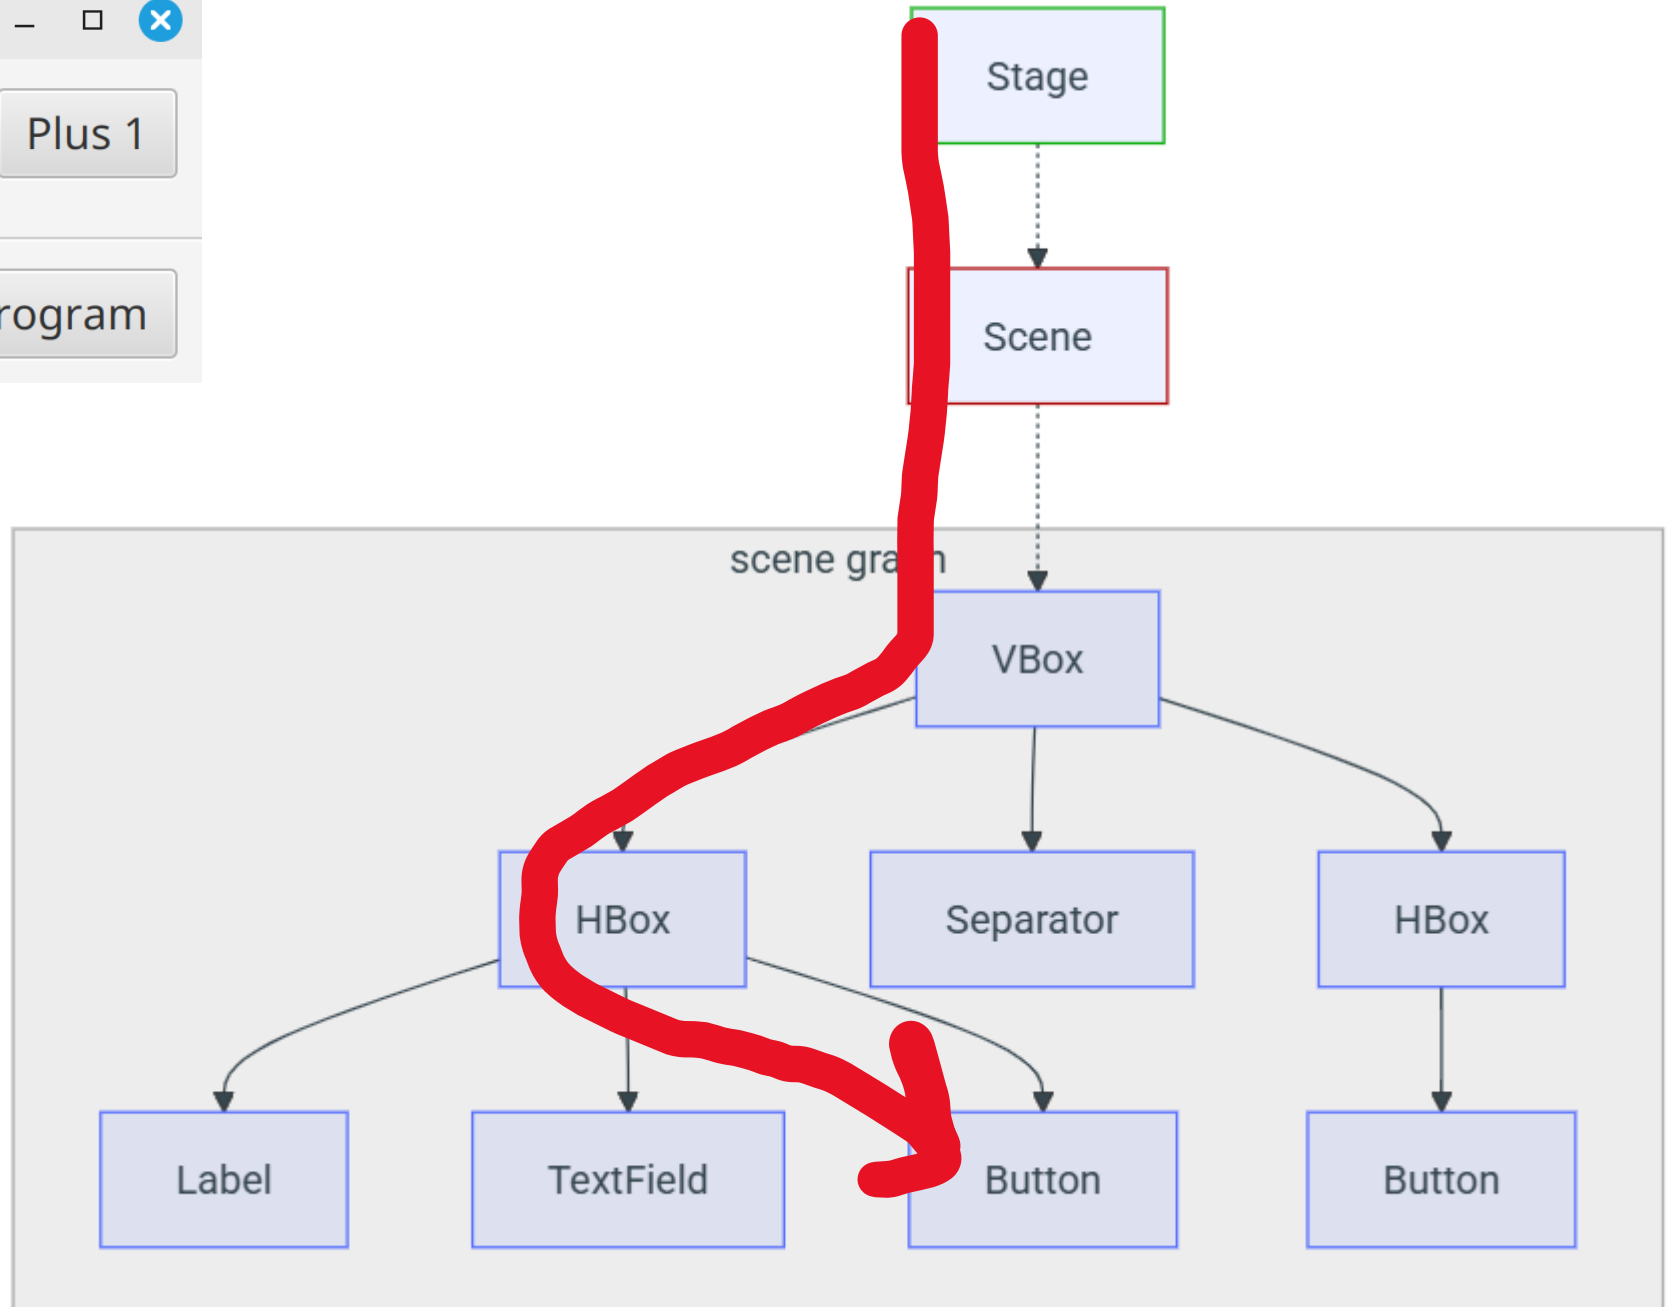 Plus 1
rogram
Stage
Scene
scene gra h
VBox
HBox Separator HBox
Label TextField Button Button